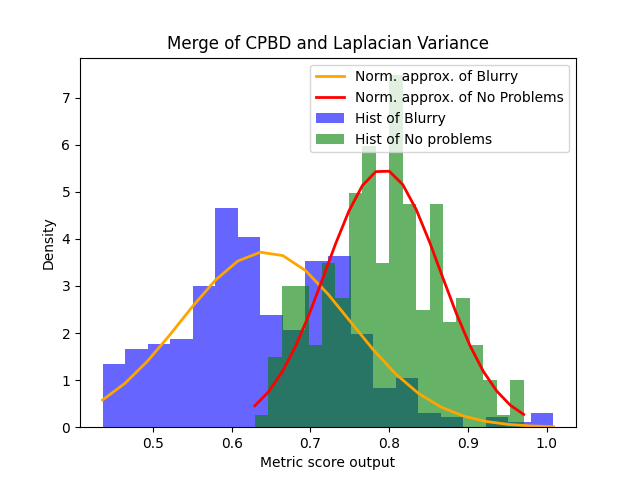 Merge of CPBD and Laplacian Variance
Norm. approx. of Blurry
Norm. approx. of No Problems
Hist of Blurry
Hist of No problems
Density
7
6
5
4
3
2
1
0
0.5 0.6 0.7 0.8 0.9 1.0
Metric score output